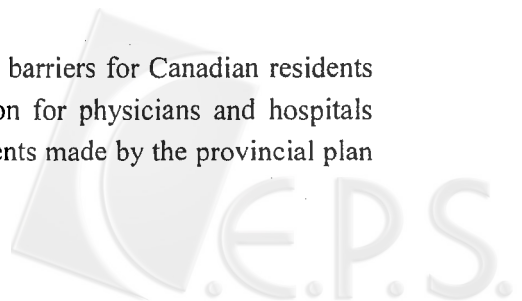 barriers for Canadian residents
on for physicians and hospitals
ents made by the provincial plan
C.E.P.S.